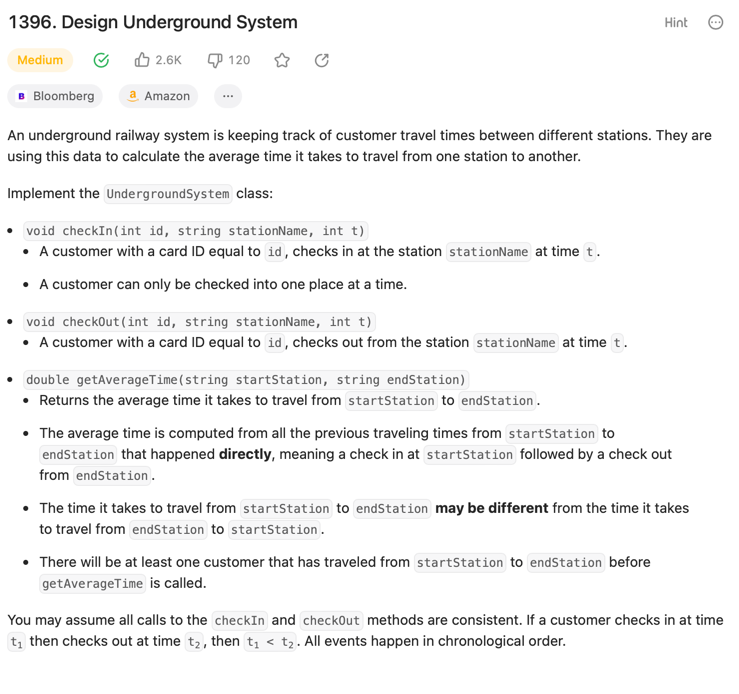 1396. Design Underground System
Hint
Medium
2.6K
120
B Bloomberg
a Amazon
...
An underground railway system is keeping track of customer travel times between different stations. They are
using this data to calculate the average time it takes to travel from one station to another.
Implement the UndergroundSystem class:
• void checkIn(int id, string stationName, int t)
• A customer with a card ID equal to id, checks in at the station stationName at time t.
• A customer can only be checked into one place at a time.
• void checkOut(int id, string stationName, int t)
• A customer with a card ID equal to id, checks out from the station stationName at time t.
• double getAverageTime(string startStation, string endStation)
• Returns the average time it takes to travel from startStation to endStation.
• The average time is computed from all the previous traveling times from startStation to
endStation that happened directly, meaning a check in at startStation followed by a check out
from endStation.
• The time it takes to travel from startStation to endStation may be different from the time it takes
to travel from endStation to startStation.
• There will be at least one customer that has traveled from startStation to endStation before
getAverageTime is called.
You may assume all calls to the checkIn and checkOut methods are consistent. If a customer checks in at time
t₁ then checks out at time t₂, then t₁ < t₂. All events happen in chronological order.